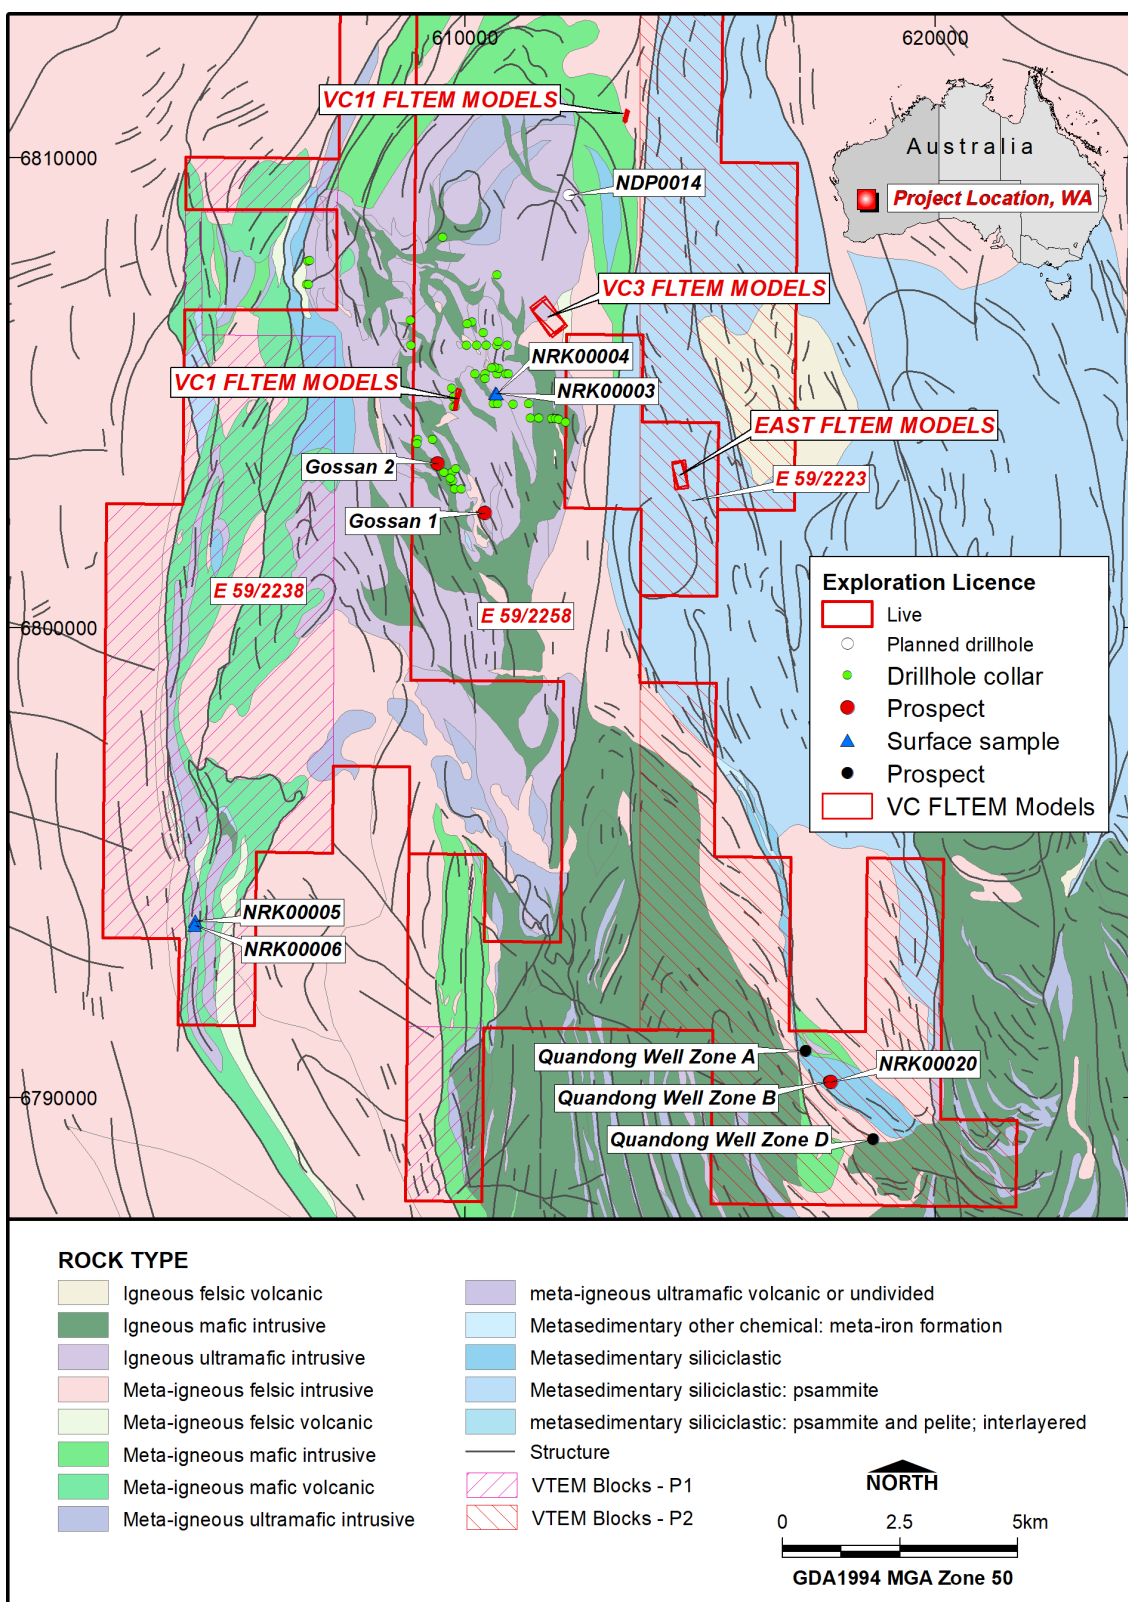 610000
620000
VC11 FLTEM MODELS
Australia
6810000
NDP0014
Project Location, WA
VC3 FLTEM MODELS
NRK00004
VC1 FLTEM MODELS
NRK00003
EAST FLTEM MODELS
Gossan 2
E 59/2223
Gossan 1
E 59/2238
E 59/2258
6800000
Exploration Licence
Live
Planned drillhole
Drillhole collar
Prospect
Surface sample
Prospect
VC FLTEM Models
NRK00005
NRK00006
Quandong Well Zone A
NRK00020
Quandong Well Zone B
6790000
Quandong Well Zone D
ROCK TYPE
Igneous felsic volcanic
Igneous mafic intrusive
Igneous ultramafic intrusive
Meta-igneous felsic intrusive
Meta-igneous felsic volcanic
Meta-igneous mafic intrusive
Meta-igneous mafic volcanic
Meta-igneous ultramafic intrusive
meta-igneous ultramafic volcanic or undivided
Metasedimentary other chemical: meta-iron formation
Metasedimentary siliciclastic
Metasedimentary siliciclastic: psammite
metasedimentary siliciclastic: psammite and pelite; interlayered
Structure
VTEM Blocks - P1
VTEM Blocks - P2
NORTH
0 2.5 5km
GDA1994 MGA Zone 50